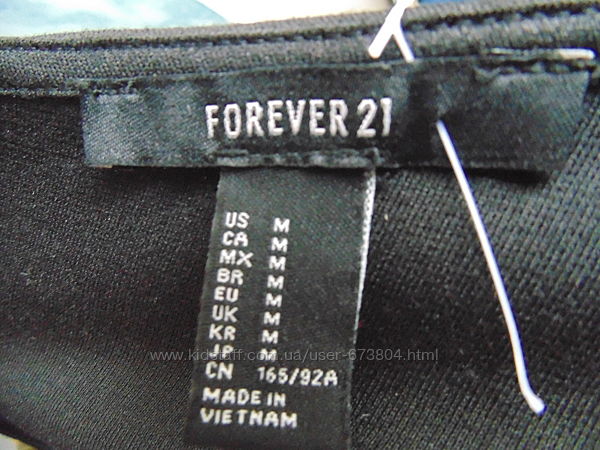 FOREVER 21
US M
CA M
MX M
BR M
EU M
UK M
KR M
JP M
www.kidstaff.com.ua/user-673804.html
CN 165/92A
MADE IN
VIETNAM